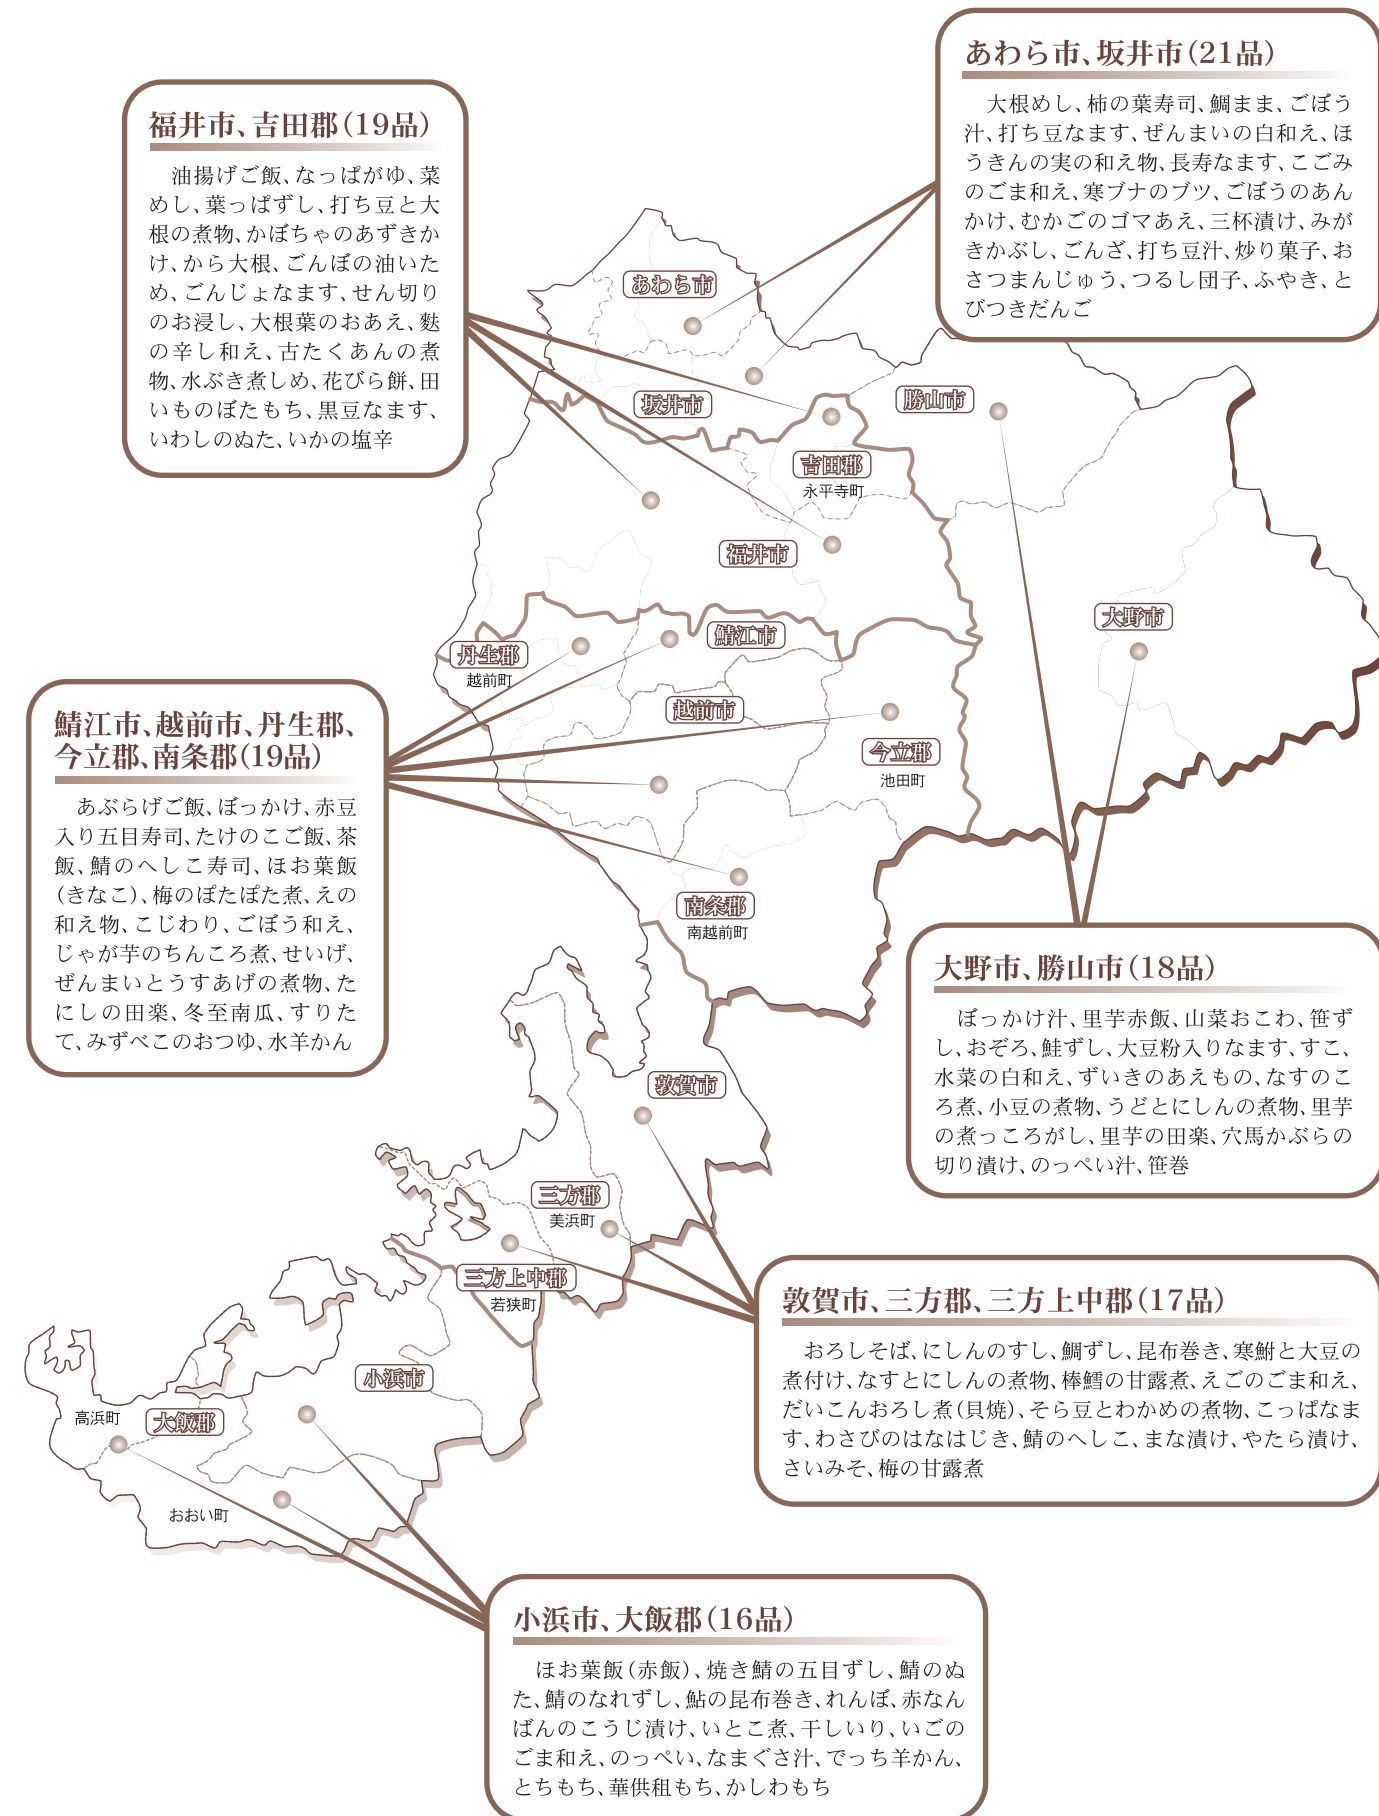 あわら市、坂井市（21品）
　大根めし、柿の葉寿司、鯛まま、ごぼう
汁、打ち豆なます、ぜんまいの白和え、ほ
うきんの実の和え物、長寿なます、こごみ
のごま和え、寒ブナのブツ、ごぼうのあん
かけ、むかごのゴマあえ、三杯漬け、みが
きかぶし、ごんざ、打ち豆汁、炒り菓子、お
さつまんじゅう、つるし団子、ふやき、と
びつきだんご
福井市、吉田郡（19品）
　油揚げご飯、なっぱがゆ、菜
めし、葉っぱずし、打ち豆と大
根の煮物、かぼちゃのあずきか
け、から大根、ごんぼの油いた
め、ごんじょなます、せん切り
のお浸し、大根葉のおあえ、麩
の辛し和え、古たくあんの煮
物、水ぶき煮しめ、花びら餅、田
いものぼたもち、黒豆なます、
いわしのぬた、いかの塩辛
あわら市
坂井市
勝山市
吉田郡
永平寺町
福井市
大野市
鯖江市
丹生郡
越前町
越前市
今立郡
池田町
南条郡
南越前町
鯖江市、越前市、丹生郡、
今立郡、南条郡（19品）
　あぶらげご飯、ぼっかけ、赤豆
入り五目寿司、たけのこご飯、茶
飯、鯖のへしこ寿司、ほお葉飯
（きなこ）、梅のぽたぽた煮、えの
和え物、こじわり、ごぼう和え、
じゃが芋のちんころ煮、せいげ、
ぜんまいとうすあげの煮物、た
にしの田楽、冬至南瓜、すりた
て、みずべこのおつゆ、水羊かん
大野市、勝山市（18品）
　ぼっかけ汁、里芋赤飯、山菜おこわ、笹ず
し、おぞろ、鮭ずし、大豆粉入りなます、すこ、
水菜の白和え、ずいきのあえもの、なすのこ
ろ煮、小豆の煮物、うどとにしんの煮物、里芋
の煮っころがし、里芋の田楽、穴馬かぶらの
切り漬け、のっぺい汁、笹巻
敦賀市
三方郡
美浜町
三方上中郡
若狭町
小浜市
高浜町
大飯郡
おおい町
敦賀市、三方郡、三方上中郡（17品）
　おろしそば、にしんのすし、鯛ずし、昆布巻き、寒鮒と大豆の
煮付け、なすとにしんの煮物、棒鱈の甘露煮、えごのごま和え、
だいこんおろし煮（貝焼）、そら豆とわかめの煮物、こっぱなま
す、わさびのはなはじき、鯖のへしこ、まな漬け、やたら漬け、
さいみそ、梅の甘露煮
小浜市、大飯郡（16品）
　ほお葉飯（赤飯）、焼き鯖の五目ずし、鯖のぬ
た、鯖のなれずし、鮎の昆布巻き、れんぼ、赤なん
ばんのこうじ漬け、いとこ煮、干しいり、いごの
ごま和え、のっぺい、なまぐさ汁、でっち羊かん、
とちもち、華供租もち、かしわもち